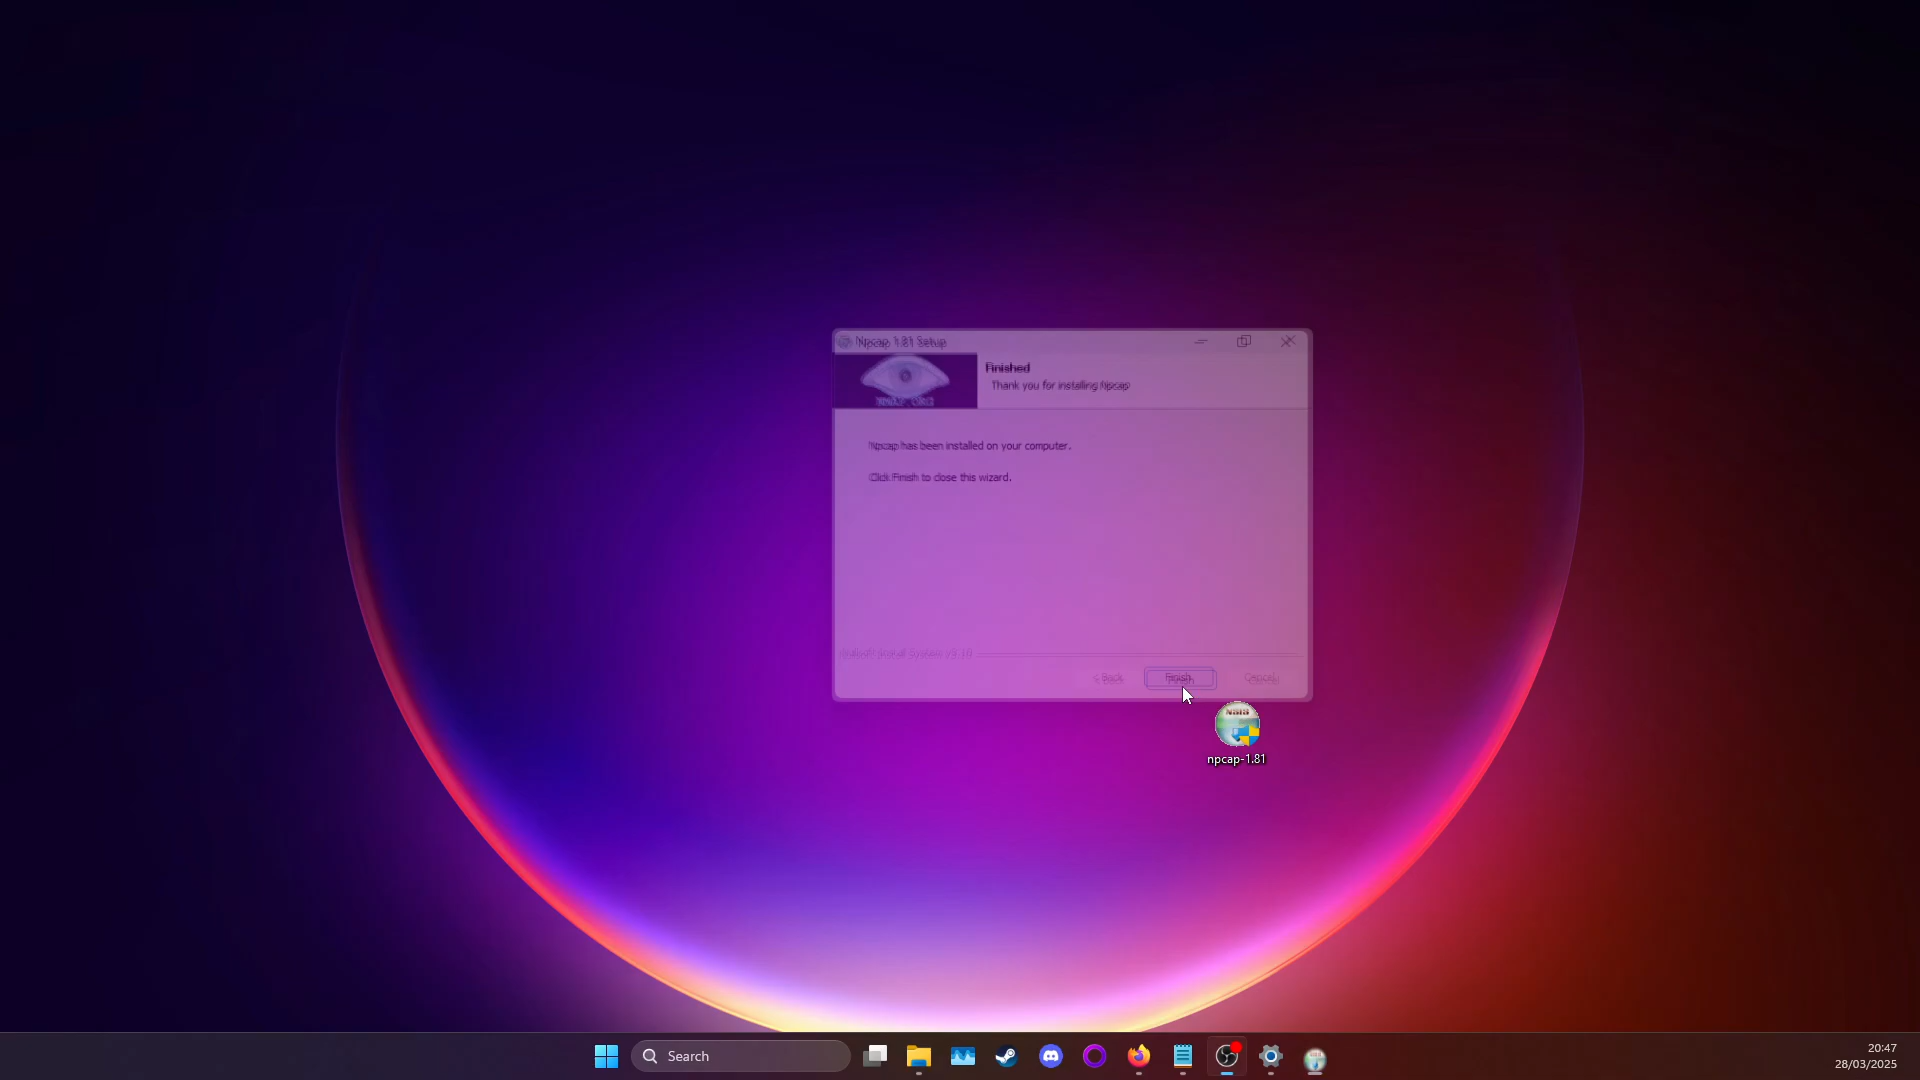 Npcap 1.81 Setup
Finished
Thank you for installing Npcap
Npcap has been installed on your computer.
Click Finish to close this wizard.
Nullsoft Install System v3.10
< Back
Finish
Cancel
npcap-1.81
Search
20:47
28/03/2025